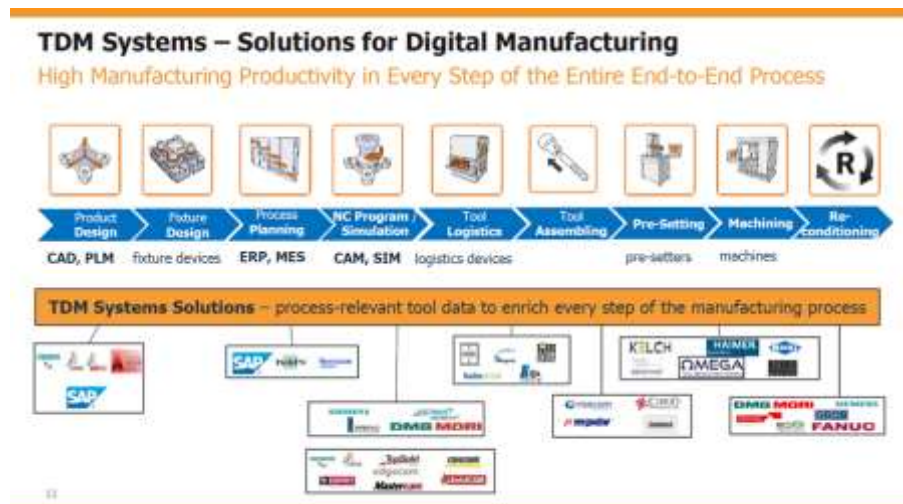 TDM Systems – Solutions for Digital Manufacturing
High Manufacturing Productivity in Every Step of the Entire End-to-End Process
R
Product Design
Fixture Design
Process Planning
NC Program / Simulation
Tool Logistics
Tool Assembling
Pre-Setting
Machining
Re-conditioning
CAD, PLM
fixture devices
ERP, MES
CAM, SIM
logistics devices
pre-setters
machines
TDM Systems Solutions – process-relevant tool data to enrich every step of the manufacturing process
SAP
SAP
KELCH
HAIMER
OMEGA
SIEMENS
DMG MORI
mpdv
DMG MORI
SIEMENS
FANUC
TopSolid
edgecam
Mastercam